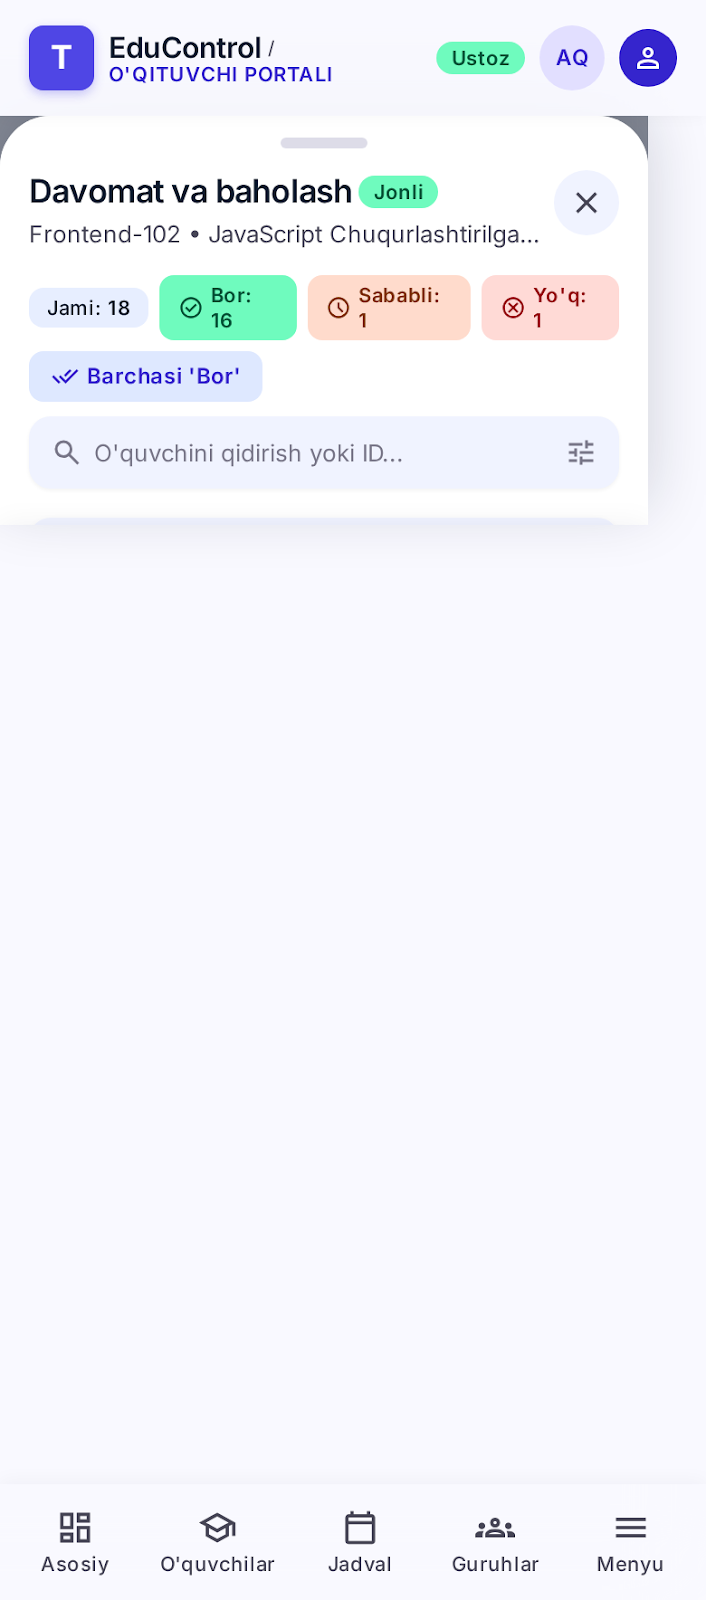 T
EduControl /
O'QITUVCHI PORTALI
Ustoz
AQ
Davomat va baholash
Jonli
Frontend-102 • JavaScript Chuqurlashtirilga...
Jami: 18
Bor:
16
Sababli:
1
Yo'q:
1
Barchasi 'Bor'
O'quvchini qidirish yoki ID...
Asosiy
O'quvchilar
Jadval
Guruhlar
Menyu